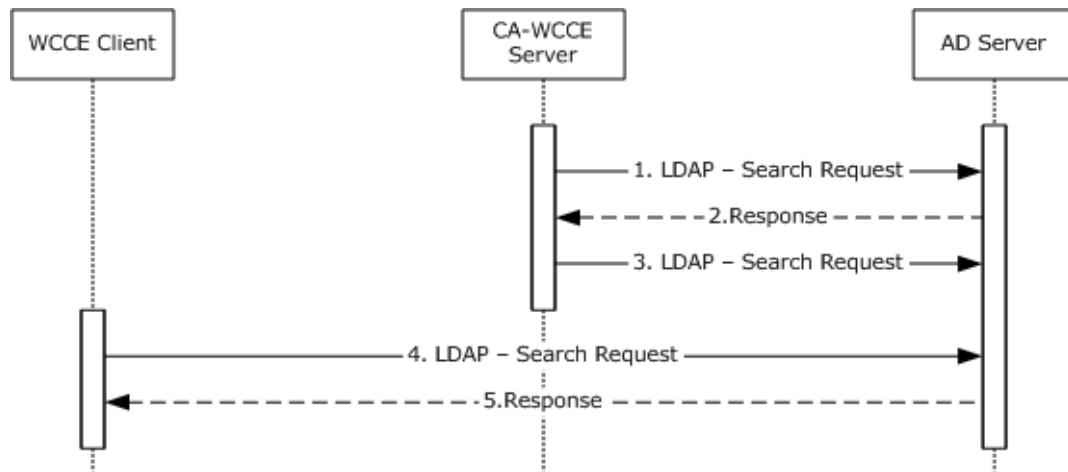 WCCE Client
CA-WCCE
Server
AD Server
1. LDAP – Search Request
2.Response
3. LDAP – Search Request
4. LDAP – Search Request
5.Response